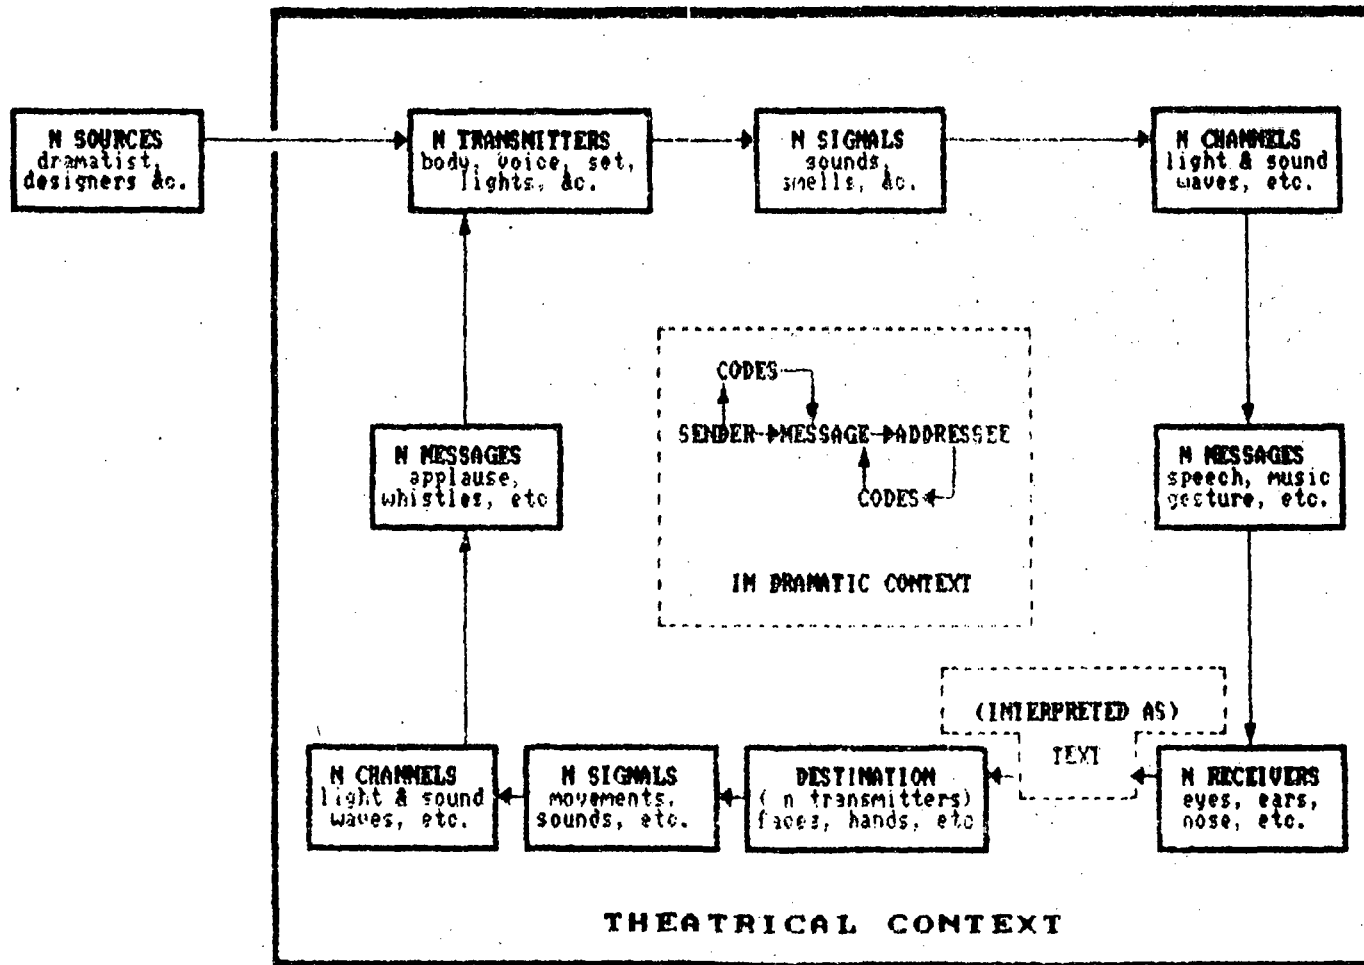 N SOURCES
dramatist,
designers &c.
N TRANSMITTERS
body, voice, set,
lights, &c.
N SIGNALS
sounds,
smells, &c.
N CHANNELS
light & sound
waves, etc.
CODES
SENDER MESSAGE ADDRESSEE
CODES
IN DRAMATIC CONTEXT
N MESSAGES
applause,
whistles, etc
N MESSAGES
speech, music
gesture, etc.
(INTERPRETED AS)
TEXT
N CHANNELS
light & sound
waves, etc.
N SIGNALS
movements,
sounds, etc.
DESTINATION
( n transmitters)
faces, hands, etc
N RECEIVERS
eyes, ears,
nose, etc.
THEATRICAL CONTEXT